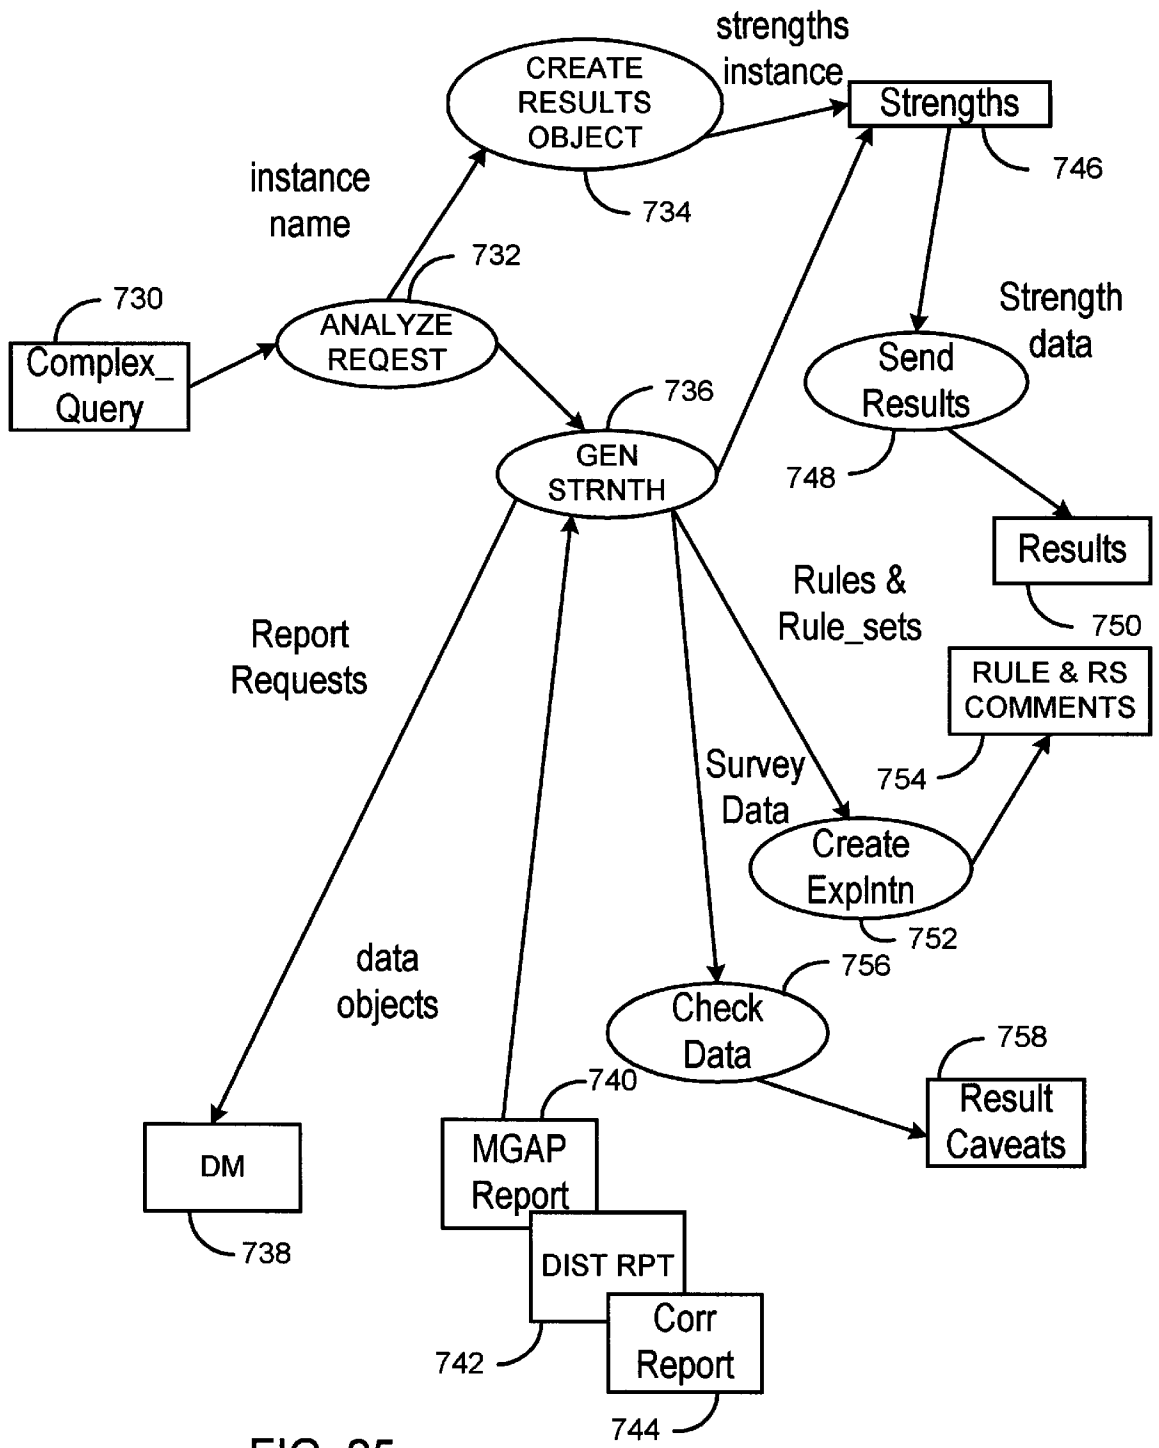 strengths
instance
CREATE
RESULTS
OBJECT
Strengths
746
734
instance
name
732
730
ANALYZE
REQEST
Complex_
Query
Strength
data
Send
Results
748
736
GEN
STRNTH
Results
750
Rules &
Rule_sets
Report
Requests
RULE & RS
COMMENTS
754
Survey
Data
Create
Explntn
752
756
data
objects
Check
Data
758
Result
Caveats
740
MGAP
Report
DM
738
DIST RPT
742
Corr
Report
744